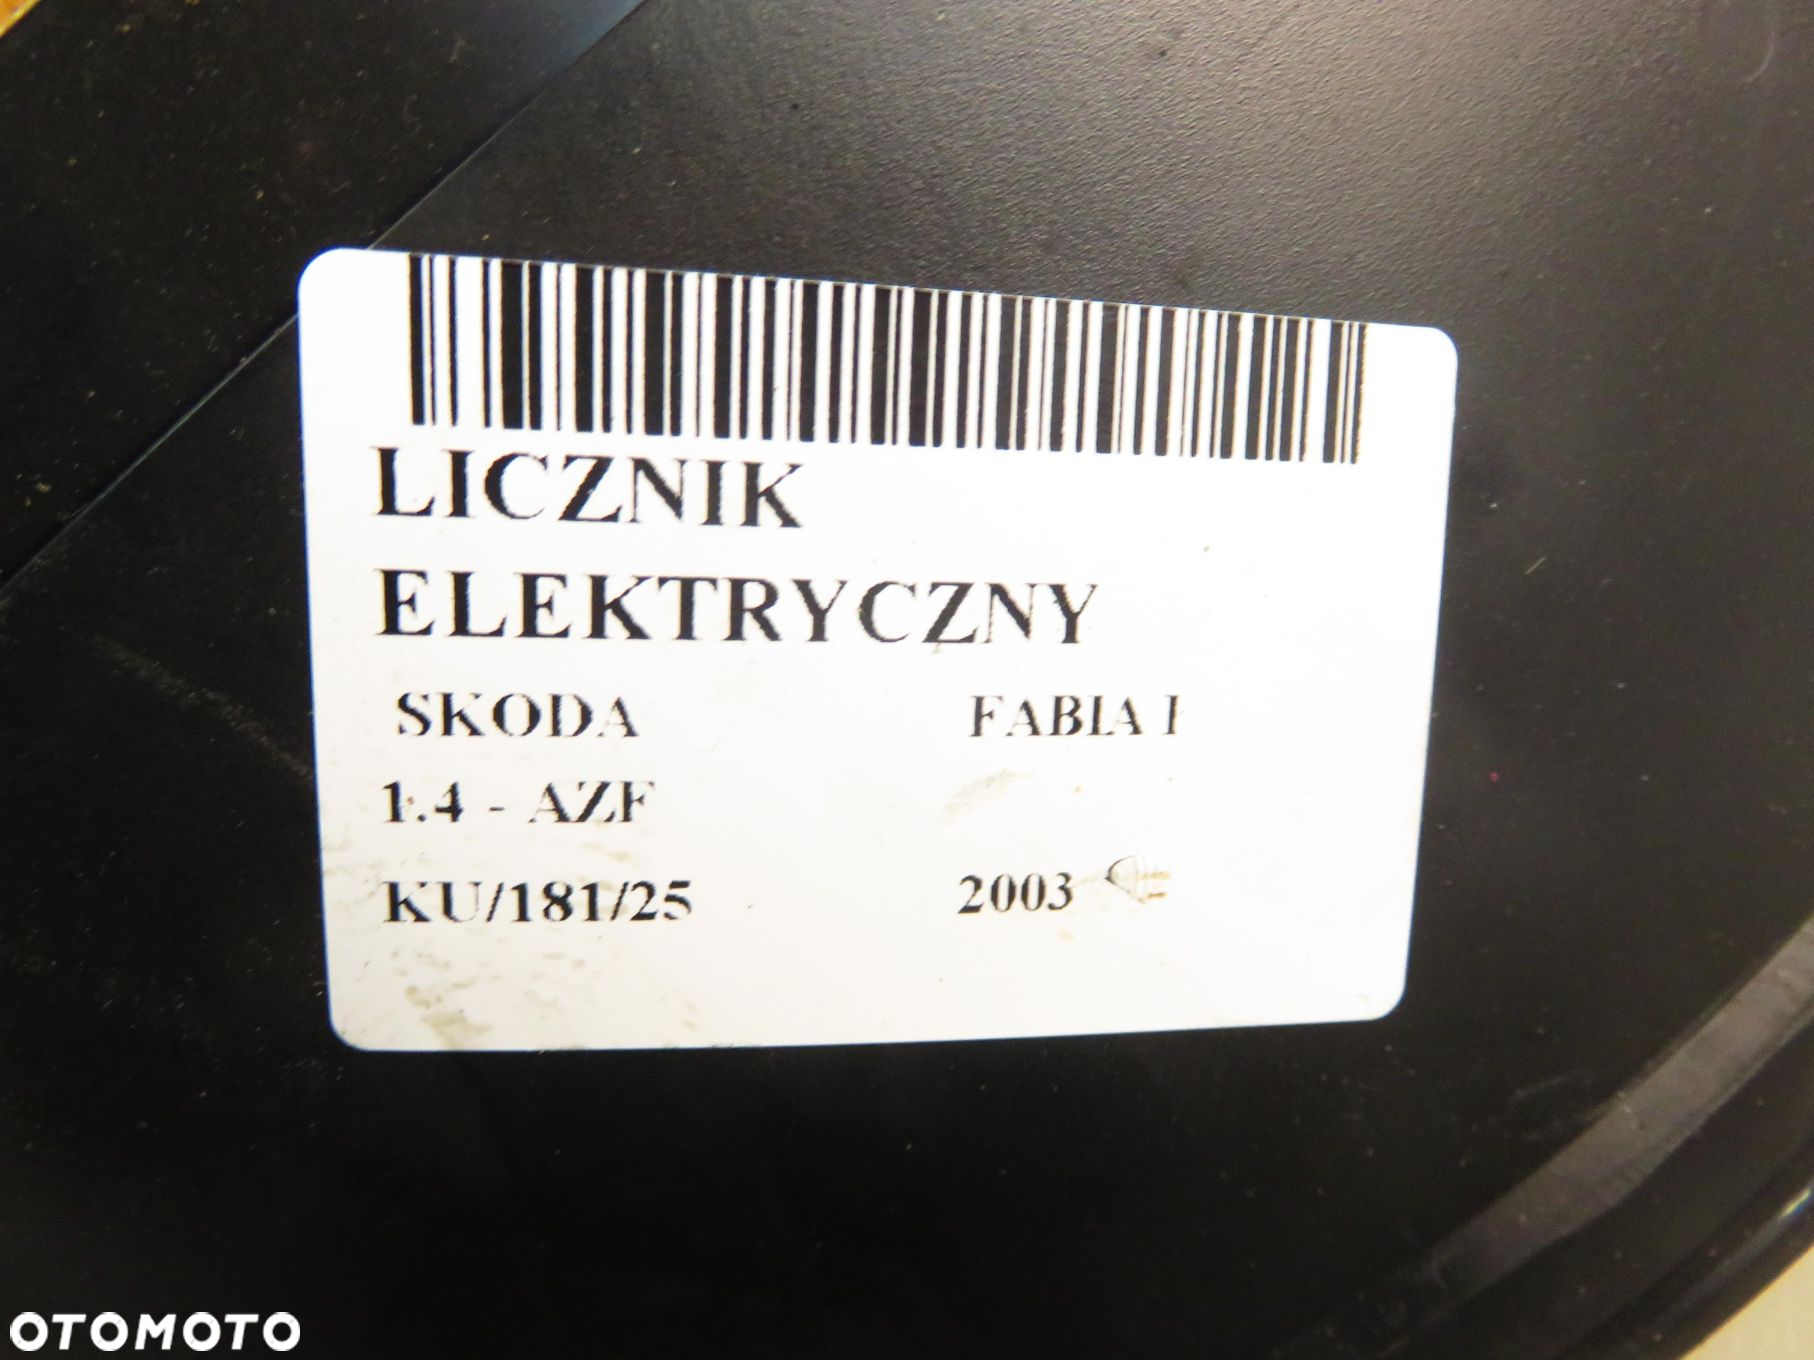 LICZNIK
ELEKTRYCZNY
SKODA FABIA I
1.4 - AZF
KU/181/25 2003
OTOMOTO